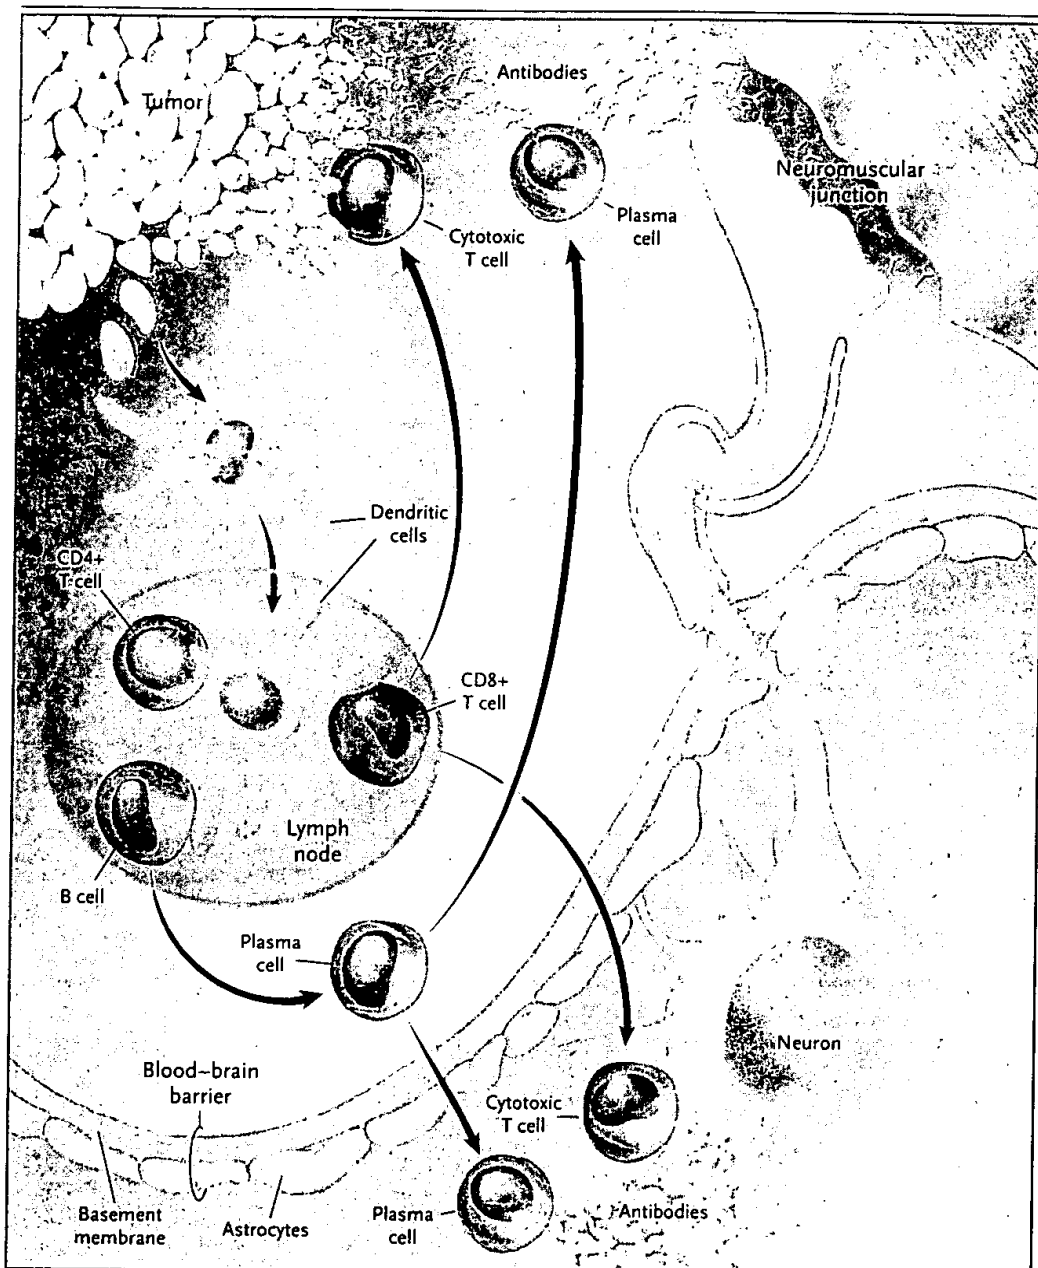 Tumor
Antibodies
Neuromuscular
junction
Cytotoxic
T cell
Plasma
cell
Dendritic
cells
CD4+
T cell
CD8+
T cell
Lymph
node
B cell
Plasma
cell
Blood–brain
barrier
Neuron
Cytotoxic
T cell
Basement
membrane
Astrocytes
Plasma
cell
Antibodies